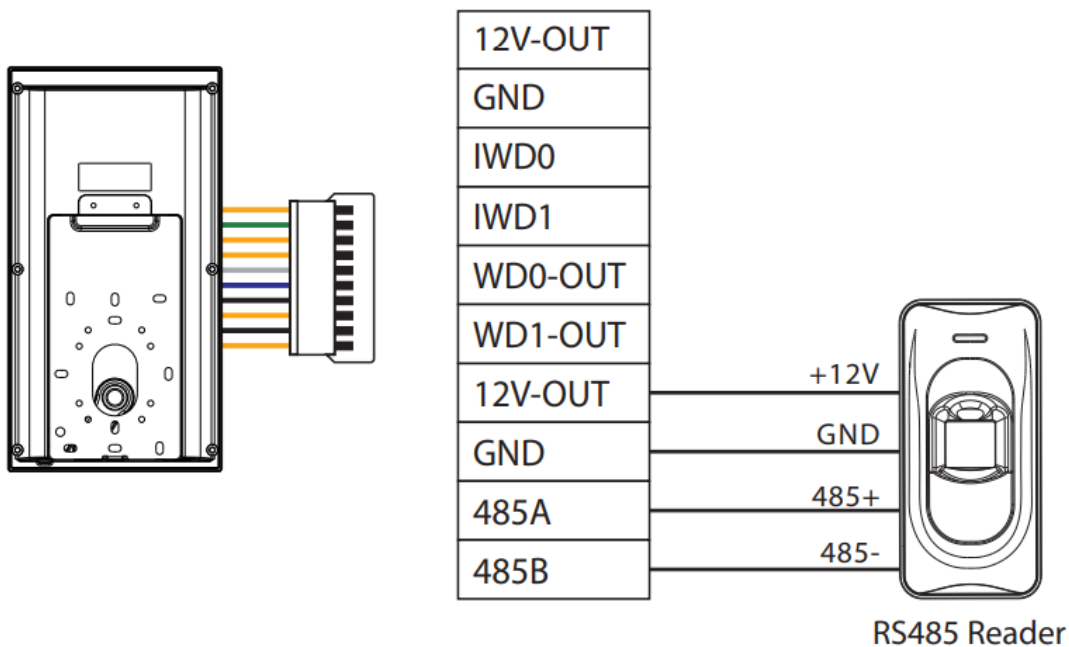 12V-OUT
GND
IWD0
IWD1
WD0-OUT
WD1-OUT
12V-OUT
+12V
GND
GND
485A
485+
485B
485-
RS485 Reader